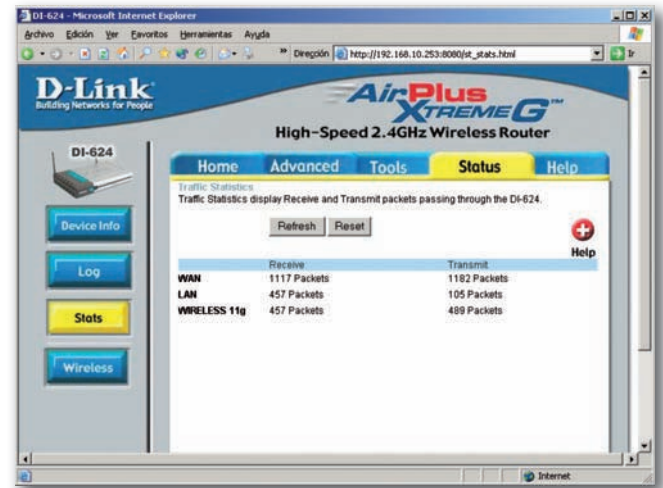 DI-624 - Microsoft Internet Explorer
Archivo Edición Ver Favoritos Herramientas Ayuda
» Dirección http://192.168.10.253:8080/st_stats.html Ir
D-Link
Building Networks for People
AirPlus
XTREME G™
High-Speed 2.4GHz Wireless Router
DI-624
Home Advanced Tools Status Help
Traffic Statistics
Traffic Statistics display Receive and Transmit packets passing through the DI-624.
Device Info
Refresh Reset
Help
Log
Receive Transmit
WAN 1117 Packets 1182 Packets
LAN 457 Packets 105 Packets
WIRELESS 11g 457 Packets 489 Packets
Stats
Wireless
Internet